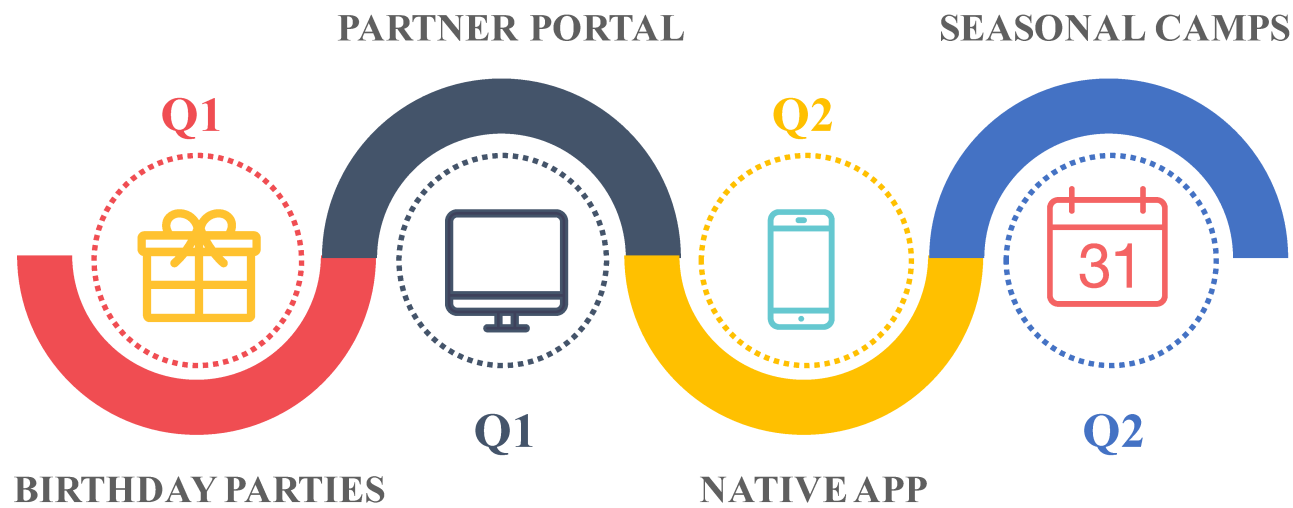 PARTNER PORTAL
SEASONAL CAMPS
Q1
Q2
31
Q1
Q2
BIRTHDAY PARTIES
NATIVE APP